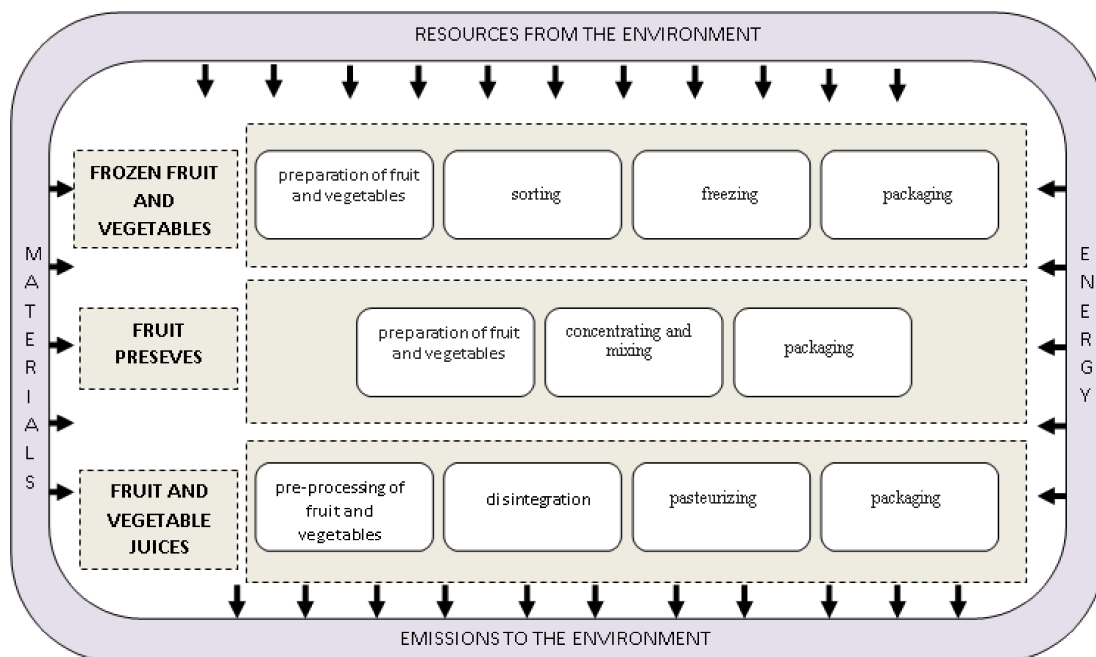 RESOURCES FROM THE ENVIRONMENT
MATERIALS
FROZEN FRUIT
AND
VEGETABLES
preparation of fruit
and vegetables
sorting
freezing
packaging
FRUIT
PRESEVES
preparation of fruit
and vegetables
concentrating and
mixing
packaging
FRUIT AND
VEGETABLE
JUICES
pre-processing of
fruit and
vegetables
disintegration
pasteurizing
packaging
ENERGY
EMISSIONS TO THE ENVIRONMENT